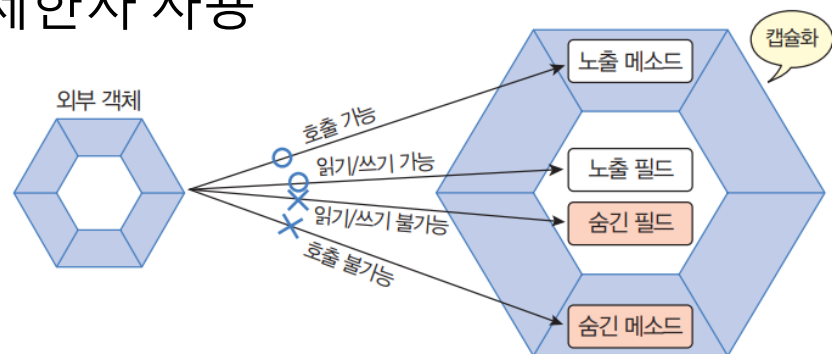 제한자 사용
캡슐화
노출 메소드
외부 객체
호출 가능
읽기/쓰기 가능
노출 필드
읽기/쓰기 불가능
숨긴 필드
호출 불가능
숨긴 메소드